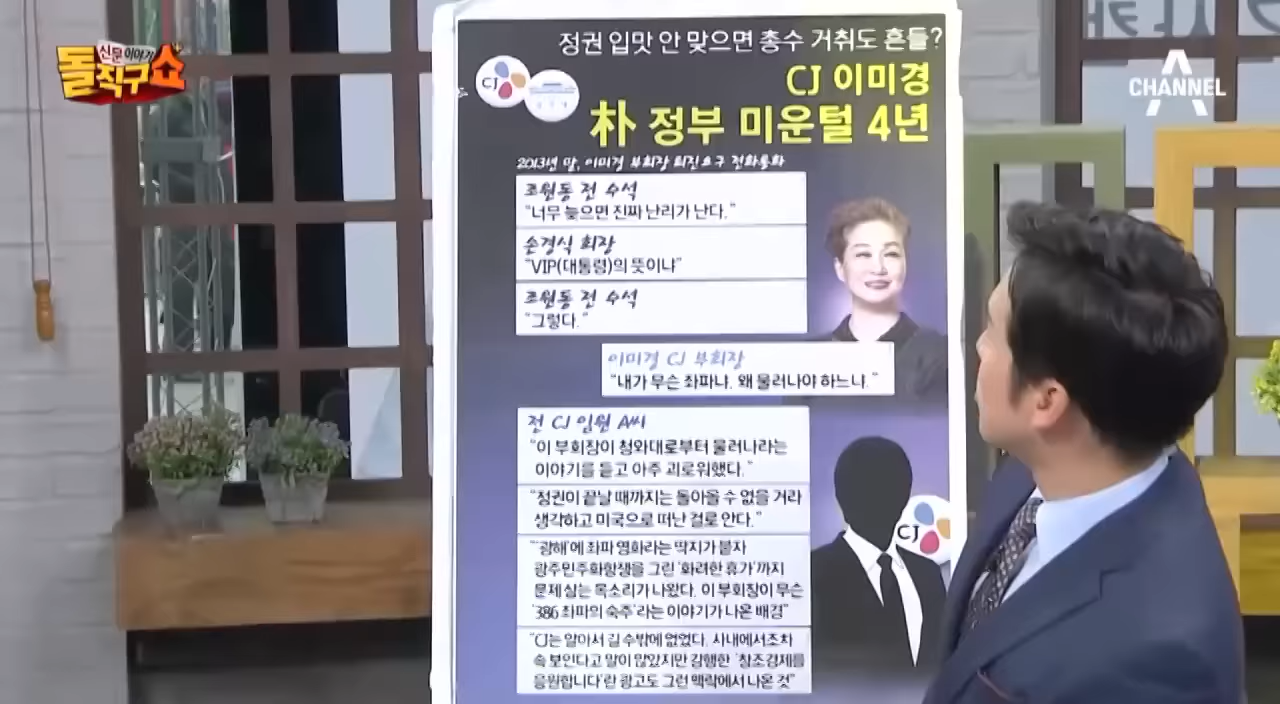 돌직구쇼
신문이야기
CHANNEL A
정권 입맛 안 맞으면 총수 거취도 흔들?
CJ
CJ 이미경
朴 정부 미운털 4년
2013년 말, 이미경 부회장 퇴진요구 전화통화
조원동 전 수석
“너무 늦으면 진짜 난리가 난다.”
손경식 회장
“VIP(대통령)의 뜻이냐”
조원동 전 수석
“그렇다.”
이미경 CJ 부회장
“내가 무슨 좌파냐. 왜 물러나야 하느냐.”
전 CJ 임원 A씨
“이 부회장이 청와대로부터 물러나라는
이야기를 듣고 아주 괴로워했다.”
“정권이 끝날 때까지는 돌아올 수 없을 거라
생각하고 미국으로 떠난 걸로 안다.”
“‘광해’에 좌파 영화라는 딱지가 붙자
광주민주화항쟁을 그린 ‘화려한 휴가’까지
문제 삼는 목소리가 나왔다. 이 부회장이 무슨
‘386 좌파의 숙주’라는 이야기가 나온 배경”
“CJ는 알아서 길 수밖에 없었다. 사내에서조차
속 보인다고 말이 많았지만 감행한 ‘창조경제를
응원합니다’란 광고도 그런 맥락에서 나온 것”
CJ